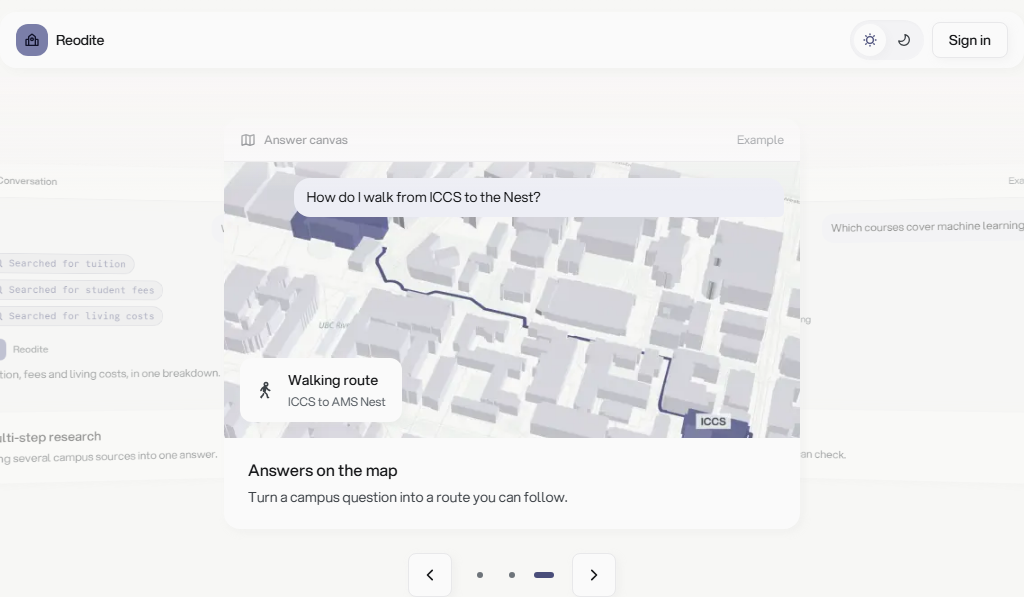 Reodite
Sign in
Answer canvas
Example
How do I walk from ICCS to the Nest?
Walking route
ICCS to AMS Nest
ICCS
Answers on the map
Turn a campus question into a route you can follow.
Conversation
Searched for tuition
Searched for student fees
Searched for living costs
Reodite
tion, fees and living costs, in one breakdown.
lti-step research
ng several campus sources into one answer.
Exa
Which courses cover machine learning
ng
an check.